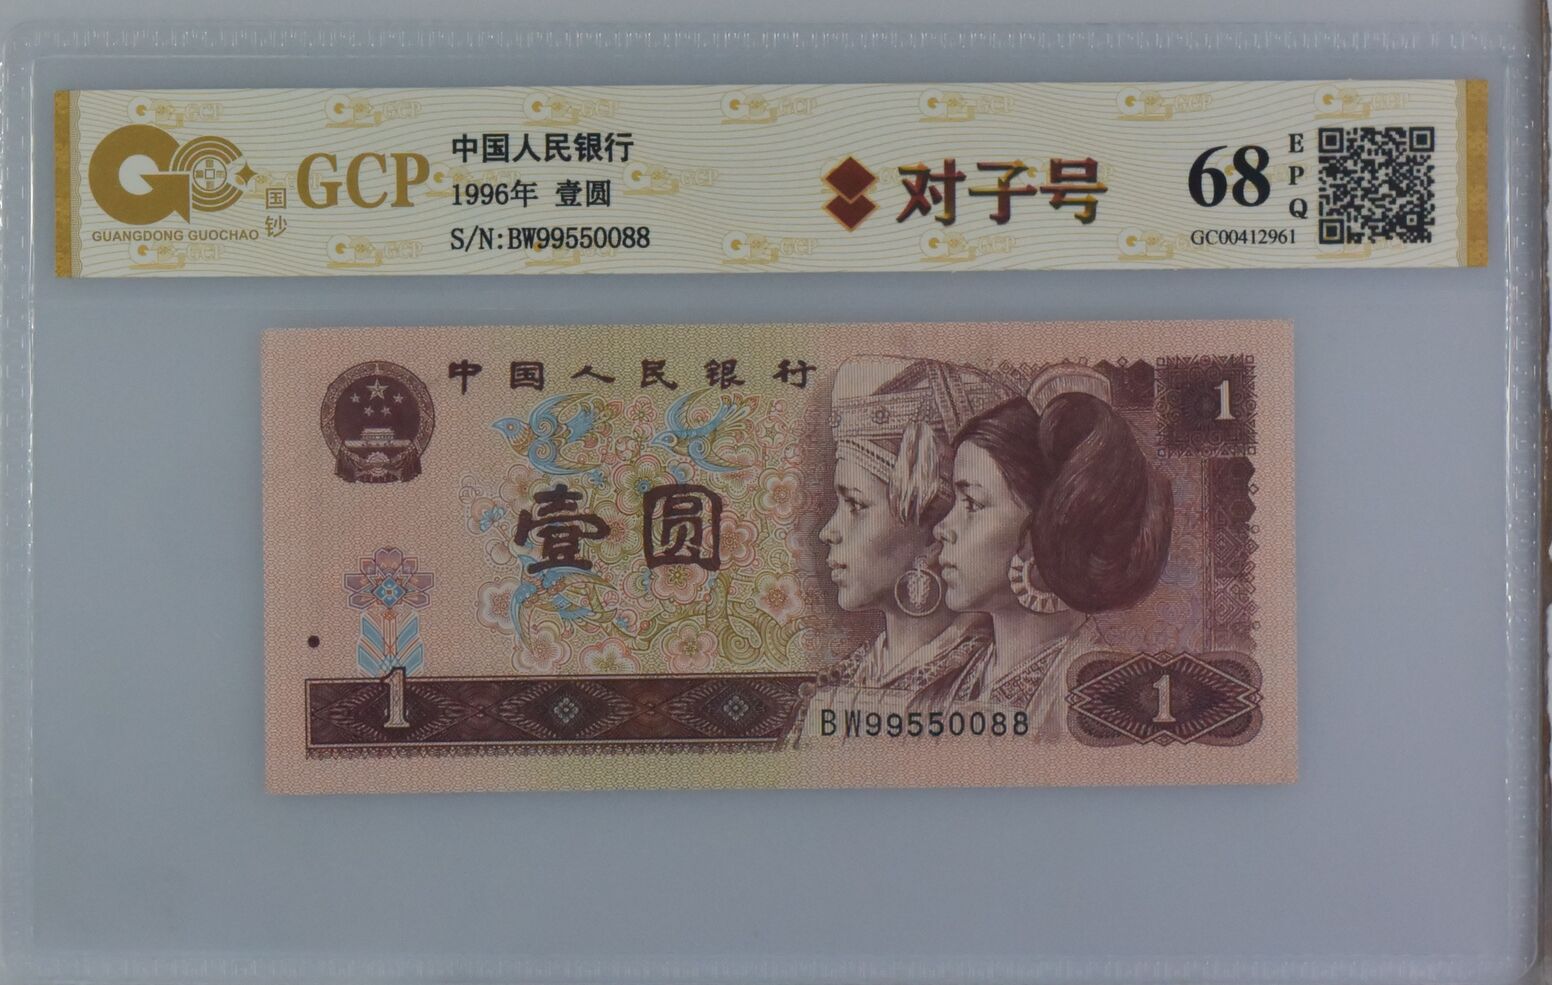 GUANGDONG GUOCHAO
国钞
GCP
中国人民银行
1996年 壹圆
S/N:BW99550088
对子号
68
EPQ
GC00412961
中国人民银行
1
壹圆
1
BW99550088
1